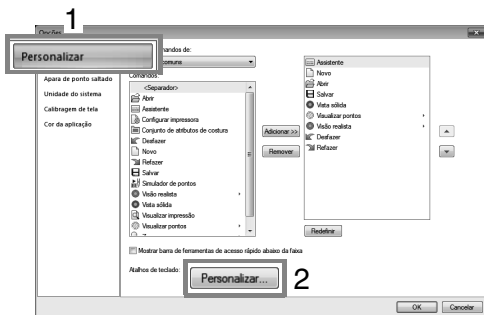 1
Opções
Personalizar
Apara de ponto saltado
Unidade do sistema
Calibragem de tela
Cor da aplicação
comandos de:
comuns
Comandos:
<Separador>
Abrir
Assistente
Configurar impressora
Conjunto de atributos de costura
Desfazer
Novo
Refazer
Salvar
Simulador de pontos
Visão realista
Vista sólida
Visualizar impressão
Visualizar pontos
Adicionar >>
Remover
Assistente
Novo
Abrir
Salvar
Vista sólida
Visualizar pontos
Visão realista
Desfazer
Refazer
Redefinir
Mostrar barra de ferramentas de acesso rápido abaixo da faixa
Atalhos de teclado:
Personalizar...
2
OK
Cancelar